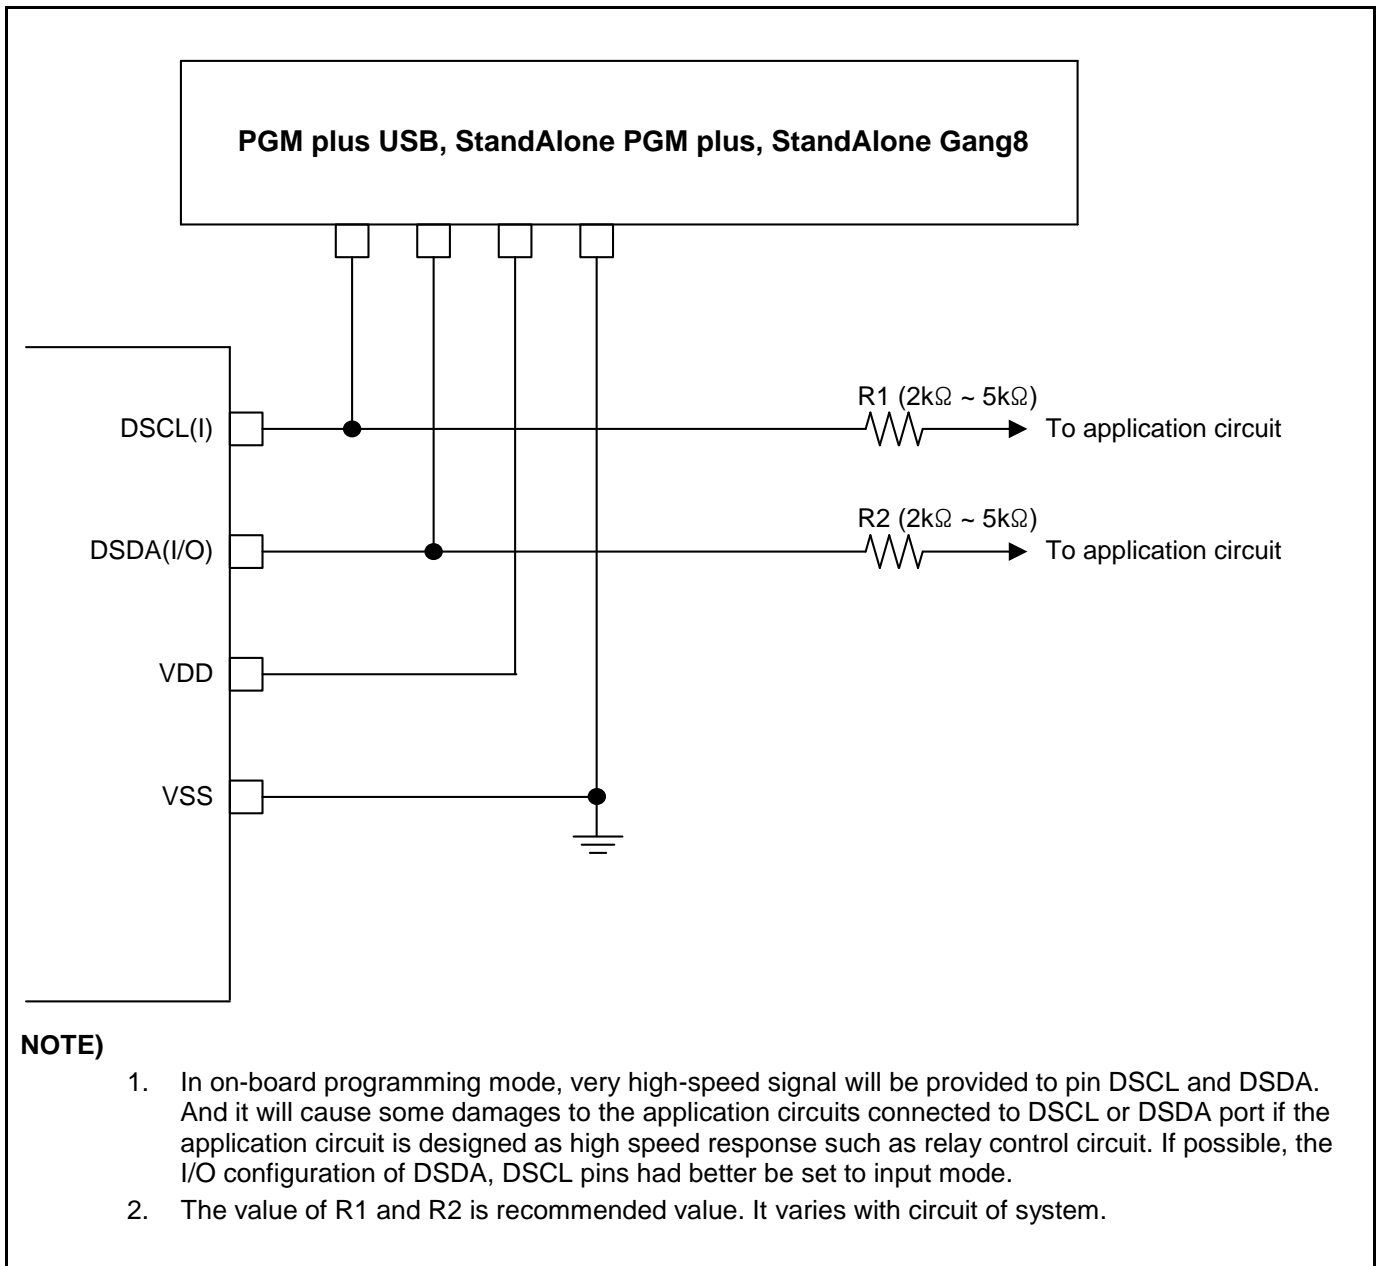 PGM plus USB, StandAlone PGM plus, StandAlone Gang8
R1 (2kΩ ~ 5kΩ)
DSCL(I)
To application circuit
R2 (2kΩ ~ 5kΩ)
DSDA(I/O)
To application circuit
VDD
VSS
NOTE)
1. In on-board programming mode, very high-speed signal will be provided to pin DSCL and DSDA.
And it will cause some damages to the application circuits connected to DSCL or DSDA port if the
application circuit is designed as high speed response such as relay control circuit. If possible, the
I/O configuration of DSDA, DSCL pins had better be set to input mode.
2. The value of R1 and R2 is recommended value. It varies with circuit of system.